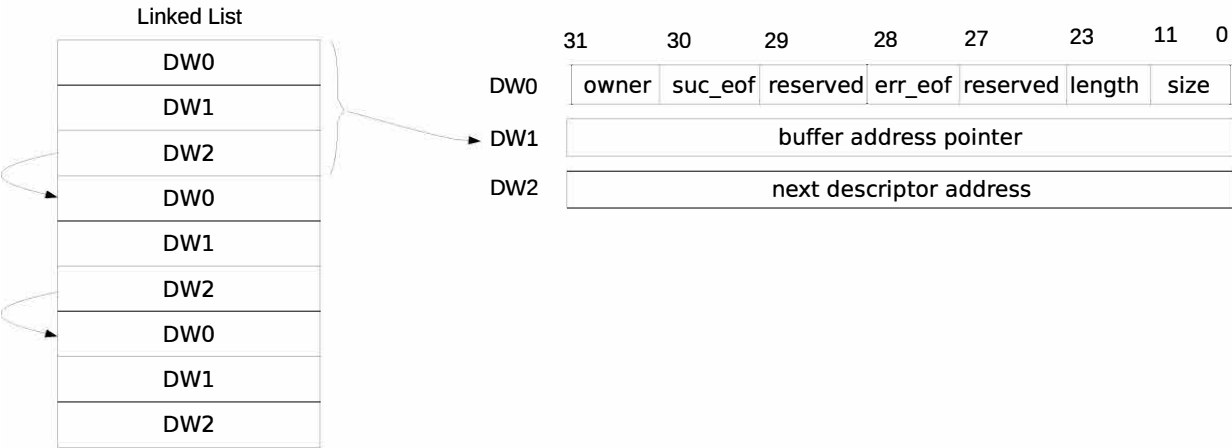 Linked List
DW0
DW1
DW2
DW0
DW1
DW2
DW0
DW1
DW2
31 30 29 28 27 23 11 0
DW0 owner suc_eof reserved err_eof reserved length size
DW1 buffer address pointer
DW2 next descriptor address